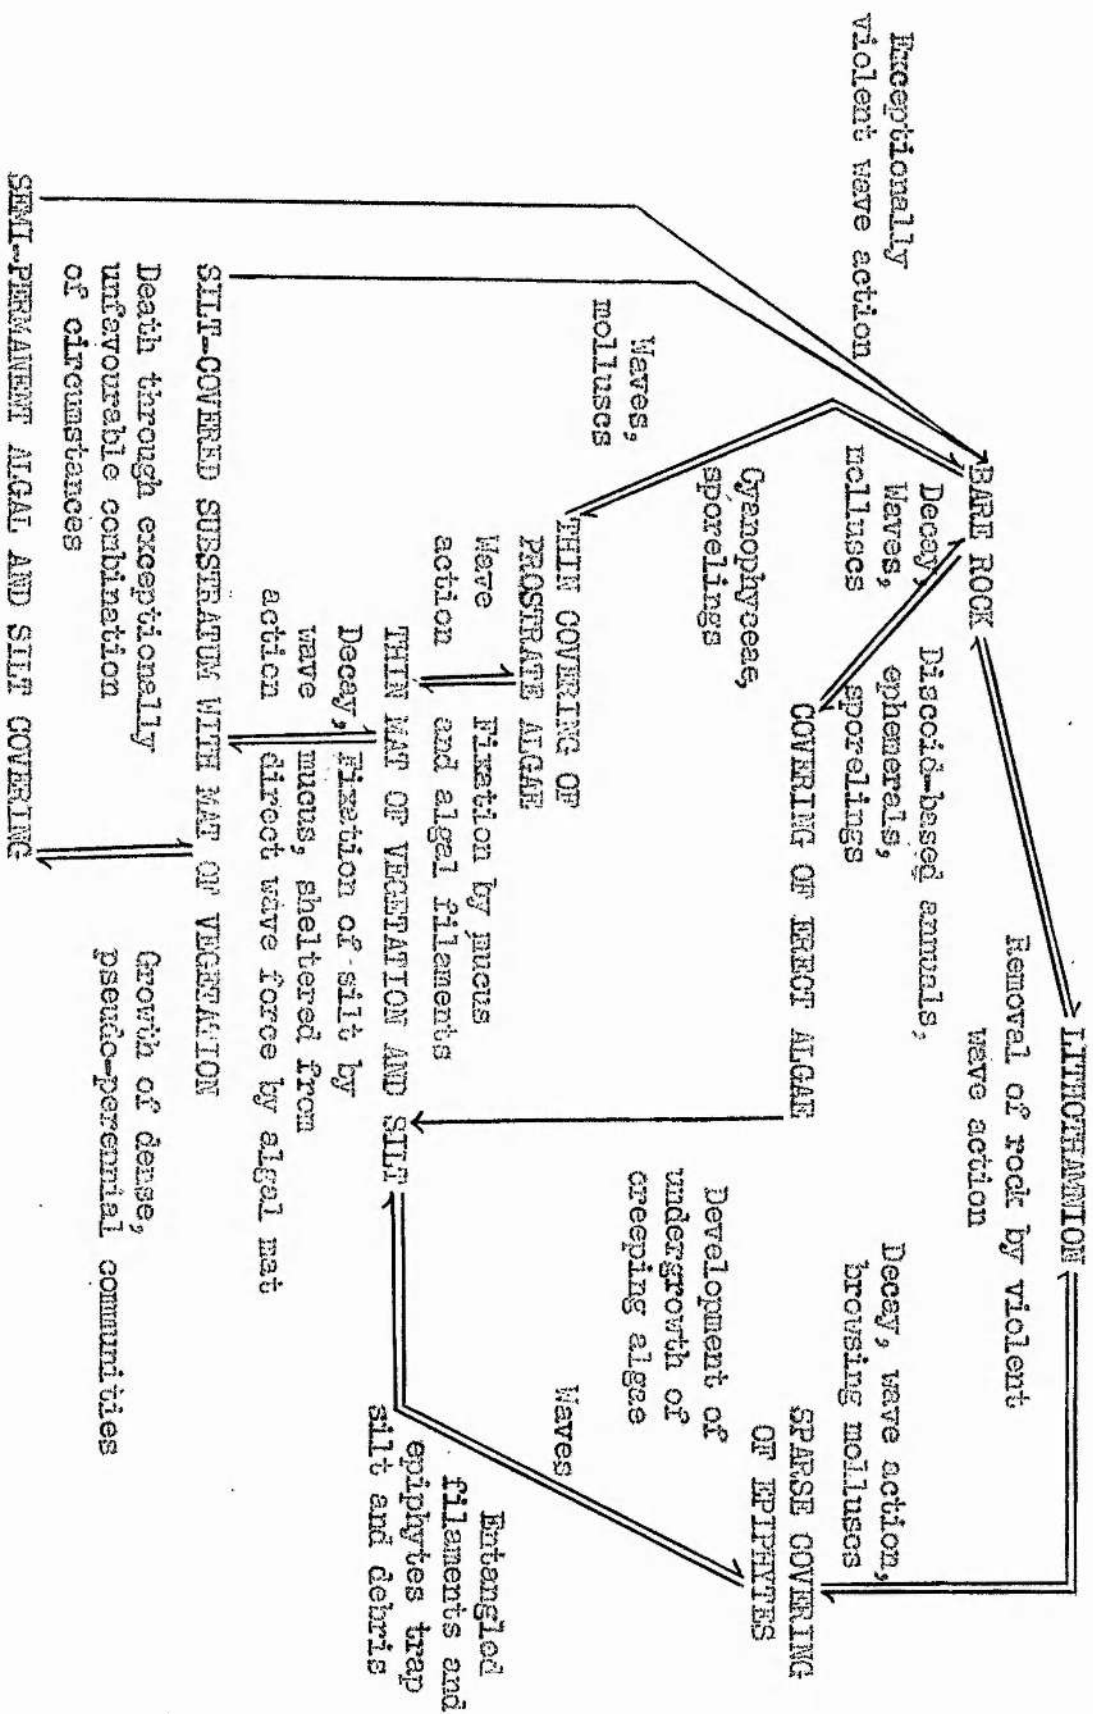 LITHOTHAMNION
BARE ROCK
Exceptionally
violent wave action
Decay,
Waves,
molluscs
Discoid-based annuals,
ephemerals,
sporelings
Removal of rock by violent
wave action
Decay, wave action,
browsing molluscs
COVERING OF ERECT ALGAE
SPARSE COVERING
OF EPIPHYTES
Cyanophyceae,
sporelings
Waves,
molluscs
Development of
undergrowth of
creeping algae
Waves
THIN COVERING OF
PROSTRATE ALGAE
Wave
action
Fixation by mucus
and algal filaments
Entangled
filaments and
epiphytes trap
silt and debris
THIN MAT OF VEGETATION AND SILT
Decay,
wave
action
Fixation of silt by
mucus, sheltered from
direct wave force by algal mat
SILT-COVERED SUBSTRATUM WITH MAT OF VEGETATION
Death through exceptionally
unfavourable combination
of circumstances
Growth of dense,
pseudo-perennial communities
SEMI-PERMANENT ALGAL AND SILT COVERING